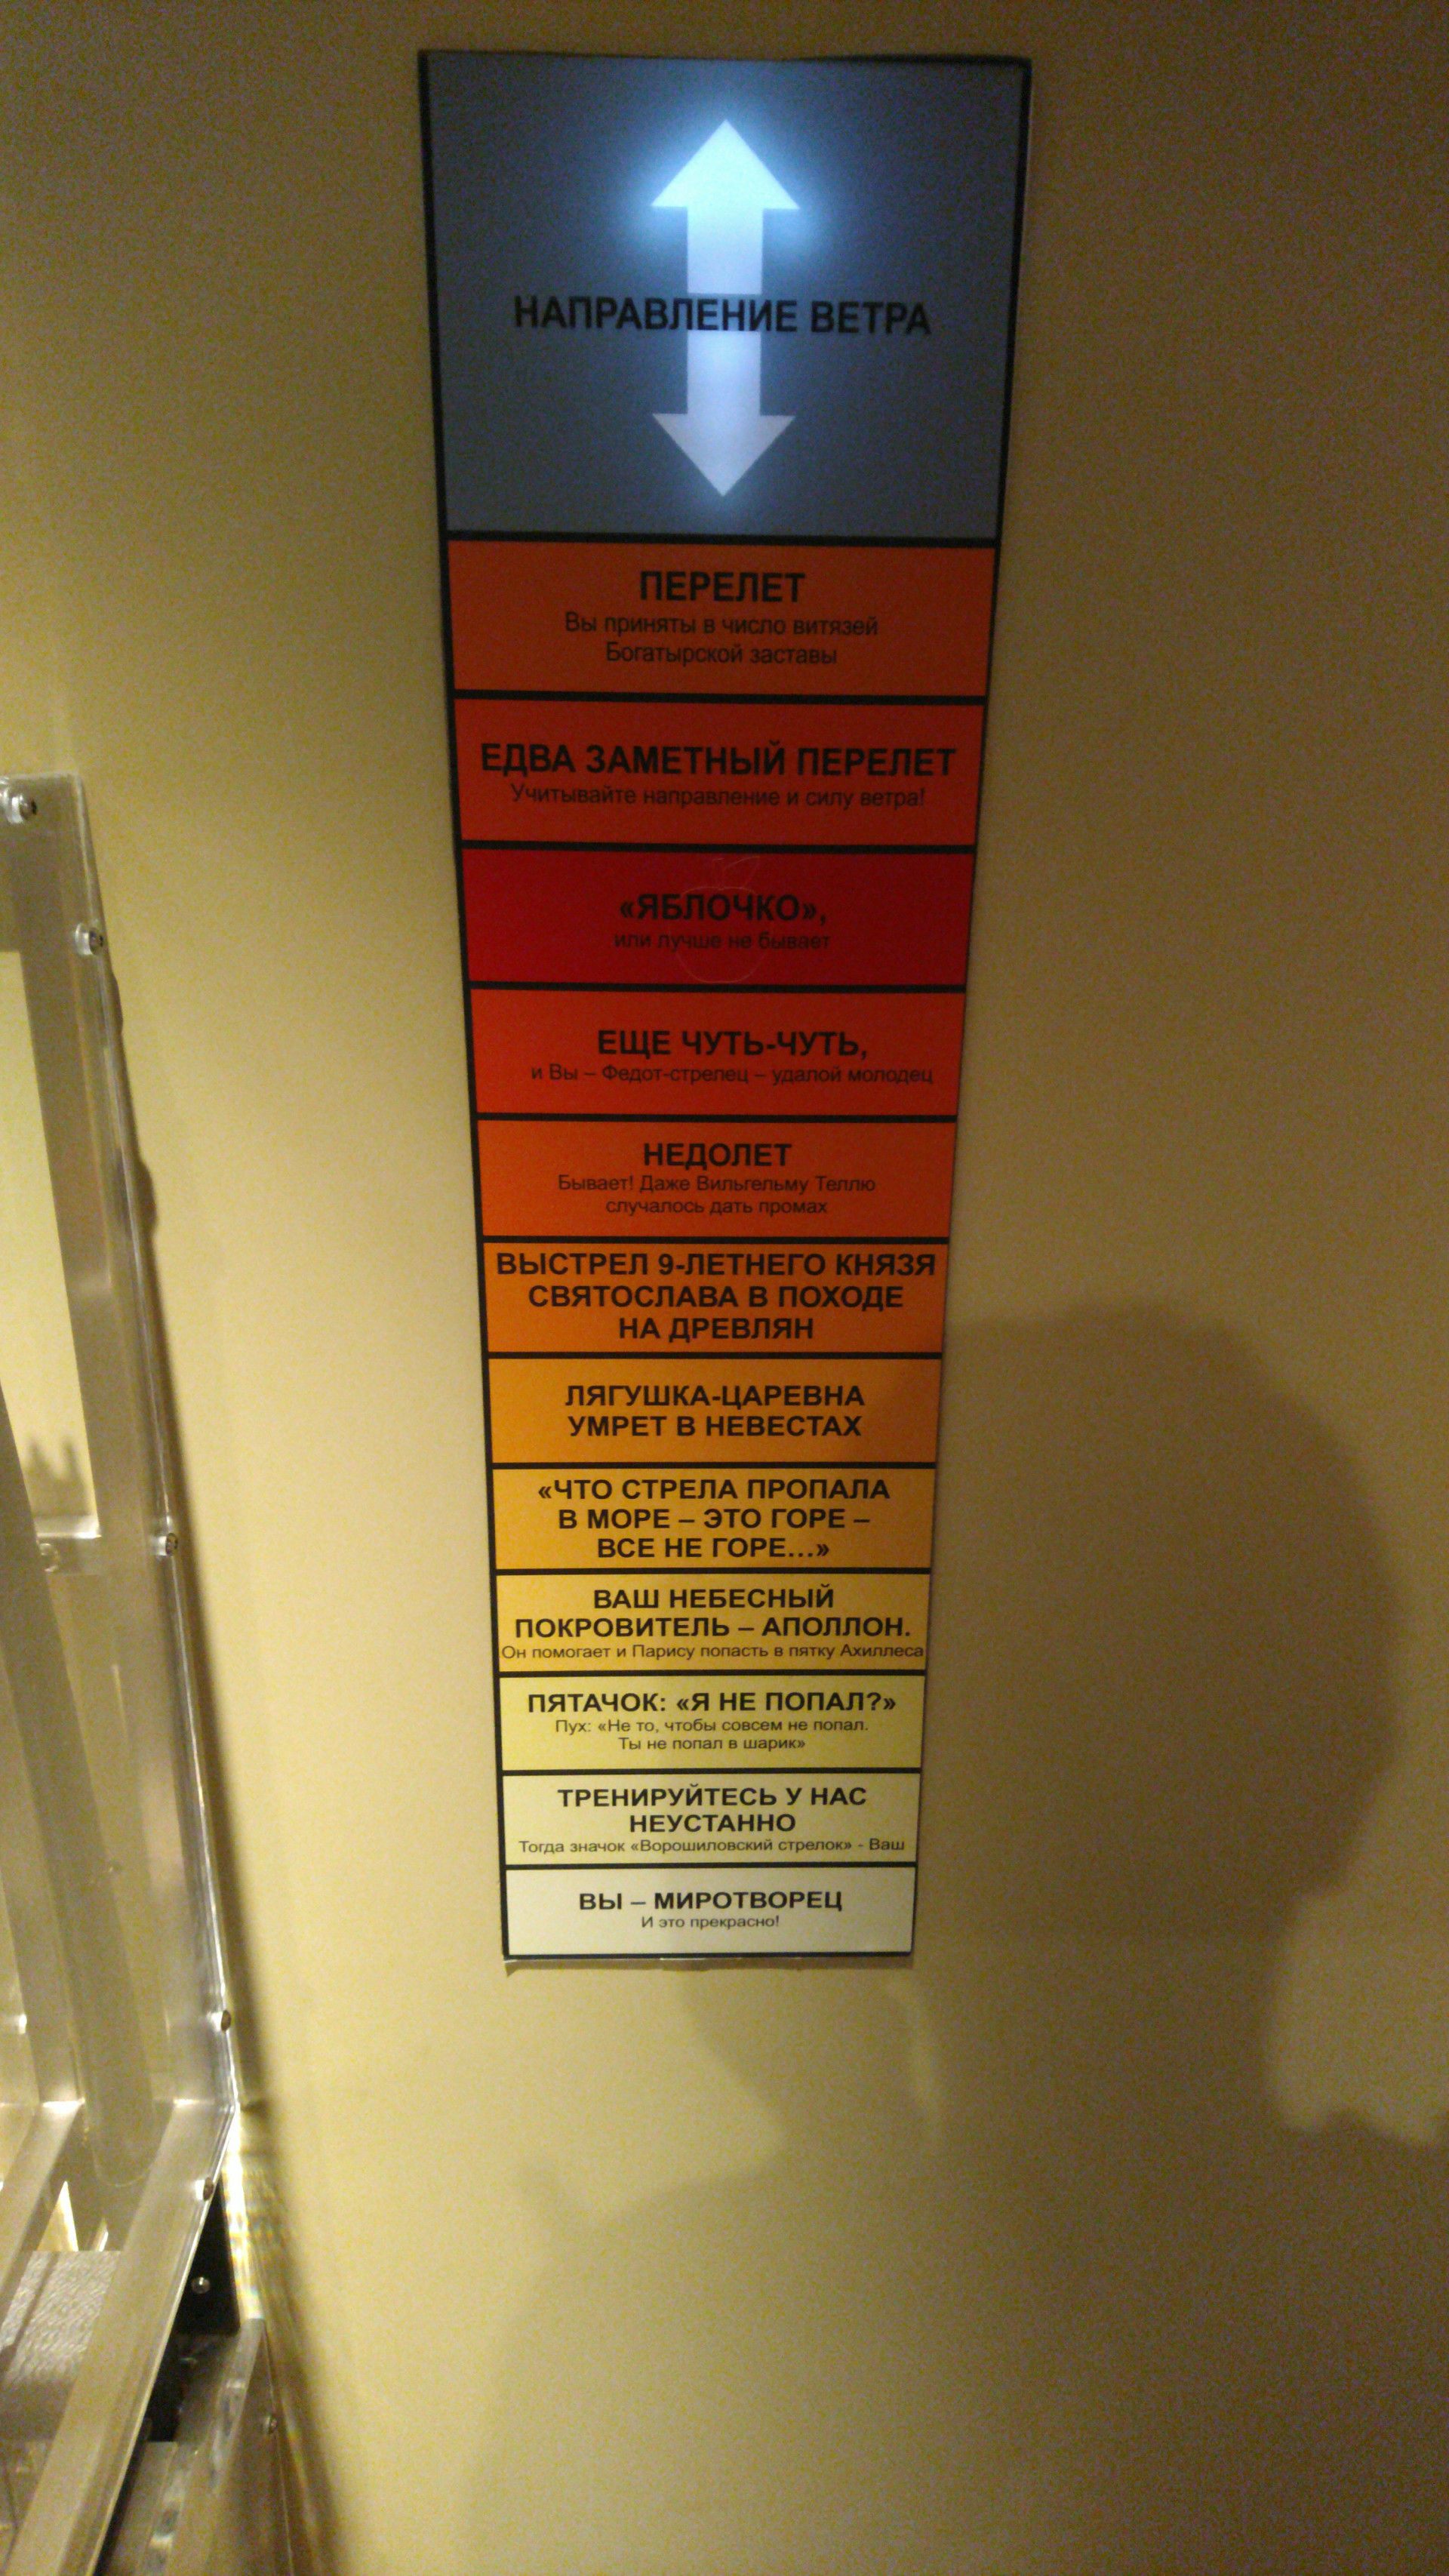 НАПРАВЛЕНИЕ ВЕТРА
ПЕРЕЛЕТ
Вы приняты в число витязей
Богатырской заставы
ЕДВА ЗАМЕТНЫЙ ПЕРЕЛЕТ
Учитывайте направление и силу ветра!
«ЯБЛОЧКО»,
или лучше не бывает
ЕЩЕ ЧУТЬ-ЧУТЬ,
и Вы – Федот-стрелец – удалой молодец
НЕДОЛЕТ
Бывает! Даже Вильгельму Теллю
случалось дать промах
ВЫСТРЕЛ 9-ЛЕТНЕГО КНЯЗЯ
СВЯТОСЛАВА В ПОХОДЕ
НА ДРЕВЛЯН
ЛЯГУШКА-ЦАРЕВНА
УМРЕТ В НЕВЕСТАХ
«ЧТО СТРЕЛА ПРОПАЛА
В МОРЕ – ЭТО ГОРЕ –
ВСЕ НЕ ГОРЕ...»
ВАШ НЕБЕСНЫЙ
ПОКРОВИТЕЛЬ – АПОЛЛОН.
Он помогает и Парису попасть в пятку Ахиллеса
ПЯТАЧОК: «Я НЕ ПОПАЛ?»
Пух: «Не то, чтобы совсем не попал.
Ты не попал в шарик»
ТРЕНИРУЙТЕСЬ У НАС
НЕУСТАННО
Тогда значок «Ворошиловский стрелок» - Ваш
ВЫ – МИРОТВОРЕЦ
И это прекрасно!